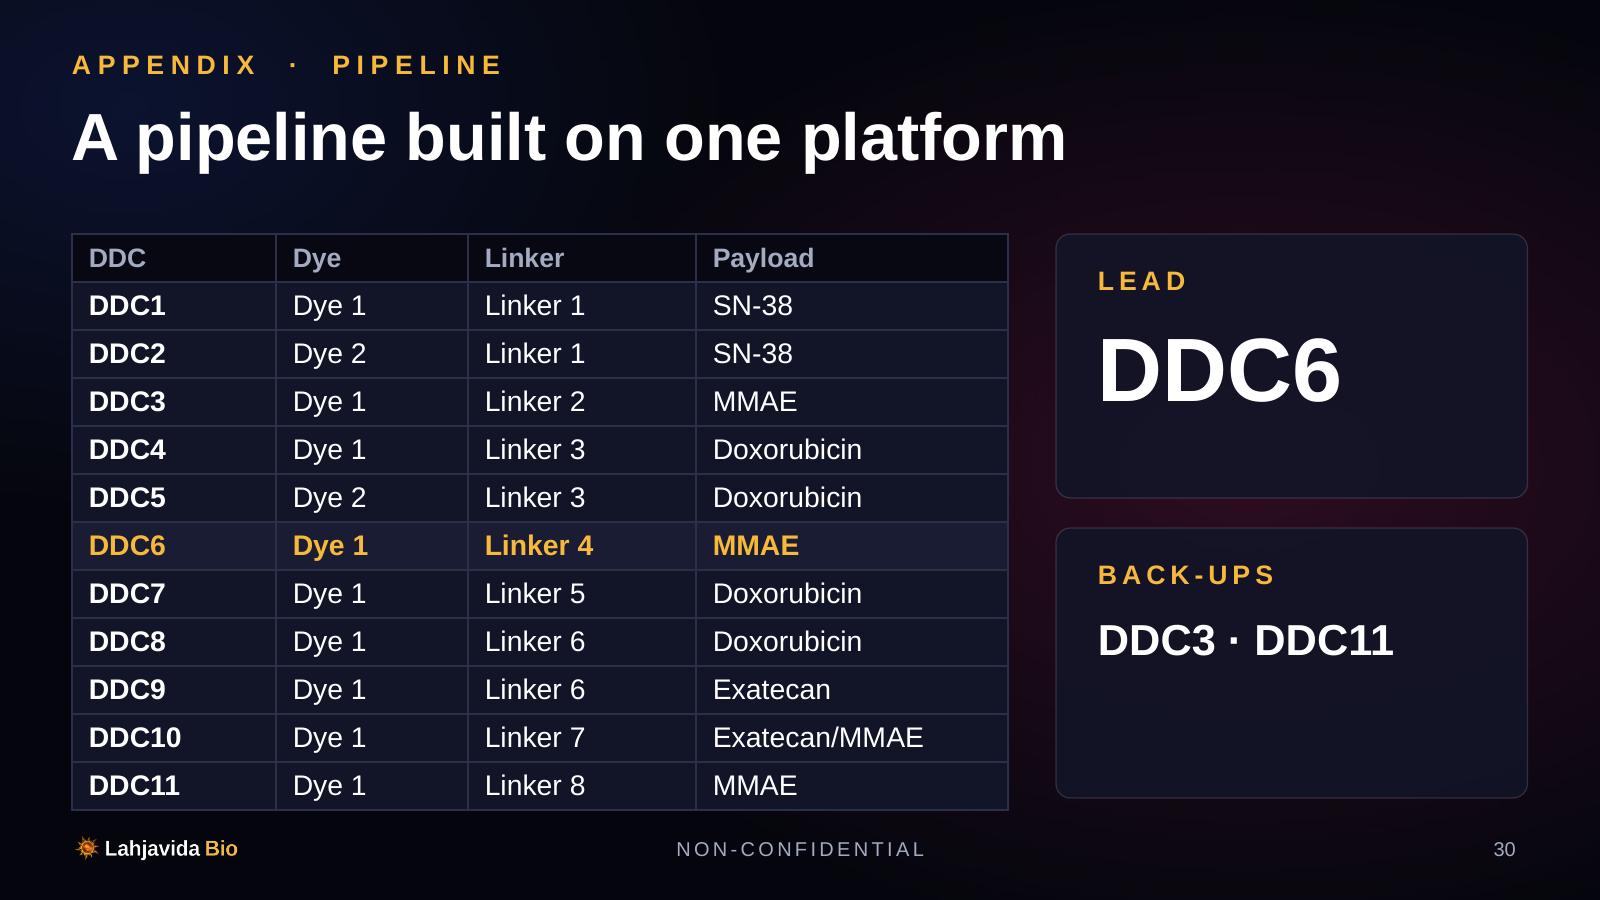 APPENDIX · PIPELINE
A pipeline built on one platform
DDC Dye Linker Payload
DDC1 Dye 1 Linker 1 SN-38
DDC2 Dye 2 Linker 1 SN-38
DDC3 Dye 1 Linker 2 MMAE
DDC4 Dye 1 Linker 3 Doxorubicin
DDC5 Dye 2 Linker 3 Doxorubicin
DDC6 Dye 1 Linker 4 MMAE
DDC7 Dye 1 Linker 5 Doxorubicin
DDC8 Dye 1 Linker 6 Doxorubicin
DDC9 Dye 1 Linker 6 Exatecan
DDC10 Dye 1 Linker 7 Exatecan/MMAE
DDC11 Dye 1 Linker 8 MMAE
LEAD
DDC6
BACK-UPS
DDC3 · DDC11
Lahjavida Bio
NON-CONFIDENTIAL
30